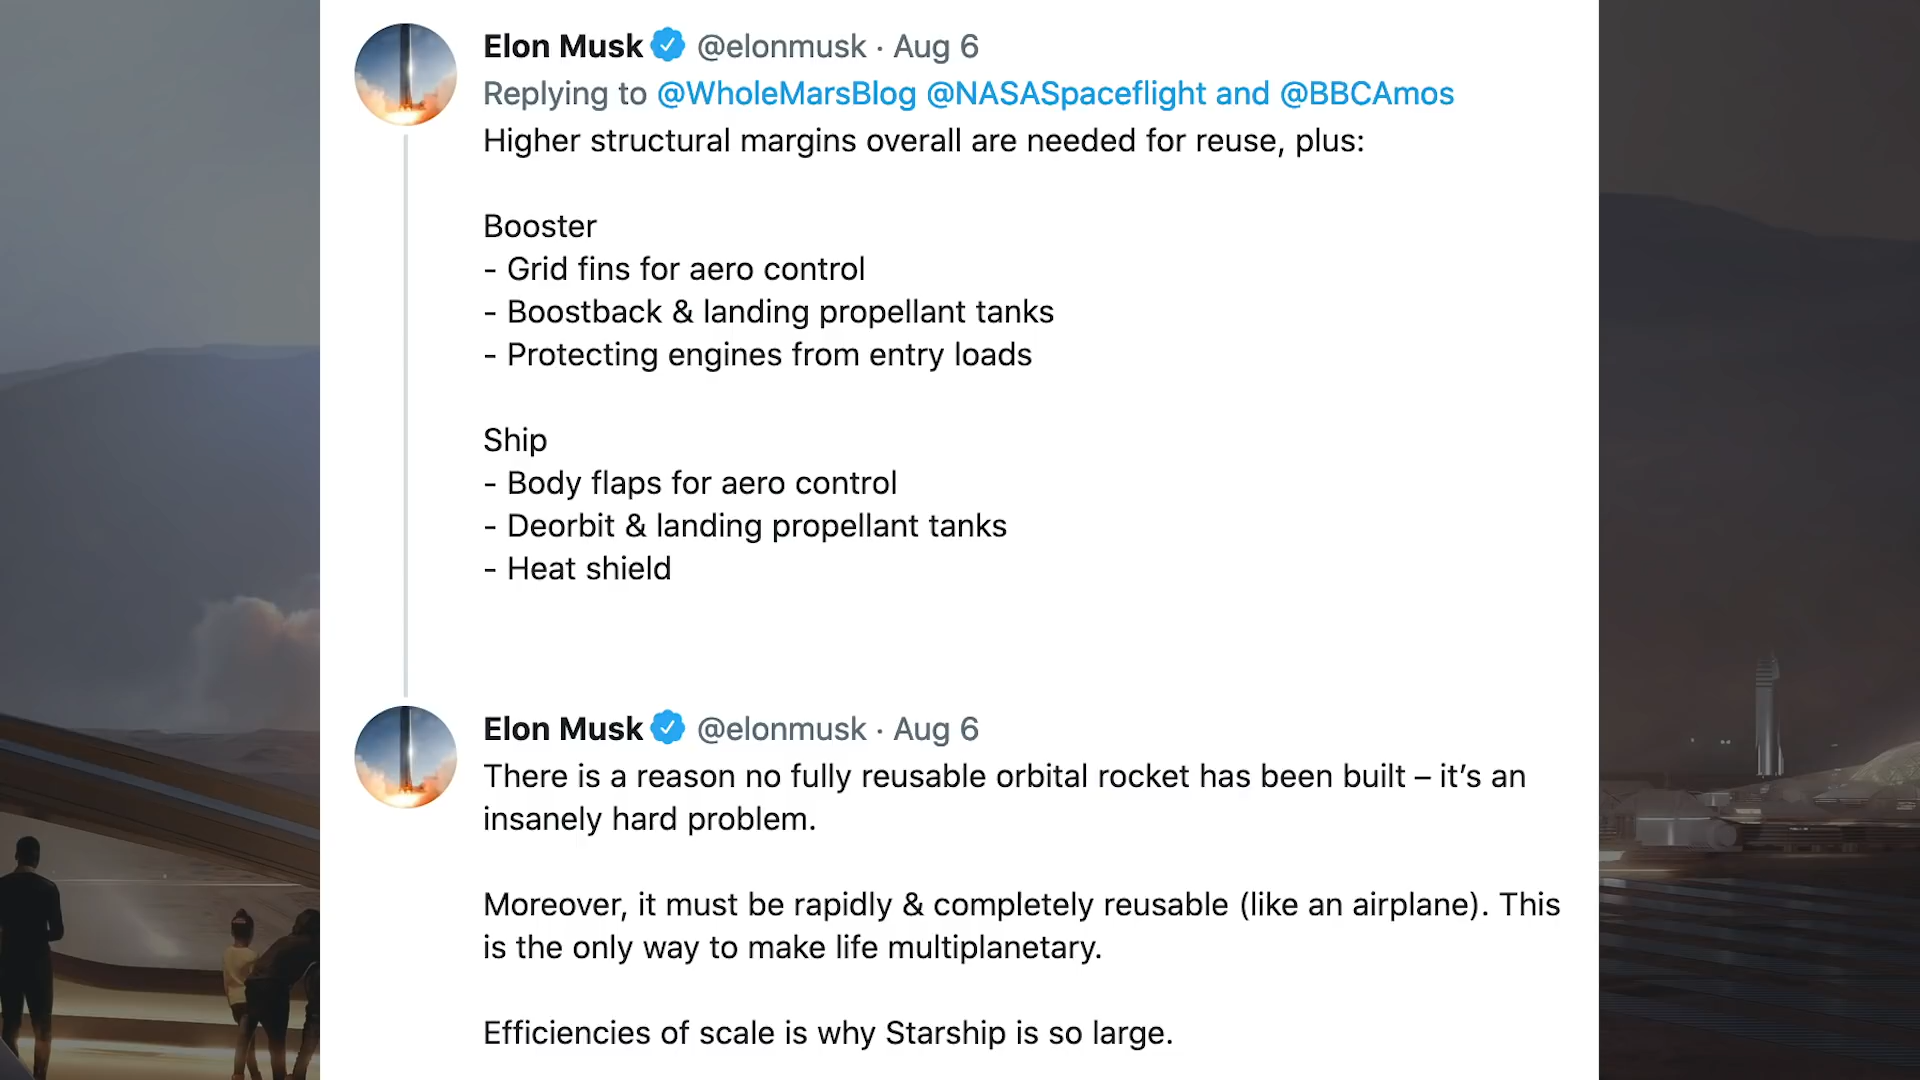 Elon Musk @elonmusk · Aug 6
Replying to @WholeMarsBlog @NASASpaceflight and @BBCAmos
Higher structural margins overall are needed for reuse, plus:
Booster
- Grid fins for aero control
- Boostback & landing propellant tanks
- Protecting engines from entry loads
Ship
- Body flaps for aero control
- Deorbit & landing propellant tanks
- Heat shield
Elon Musk @elonmusk · Aug 6
There is a reason no fully reusable orbital rocket has been built – it’s an
insanely hard problem.
Moreover, it must be rapidly & completely reusable (like an airplane). This
is the only way to make life multiplanetary.
Efficiencies of scale is why Starship is so large.